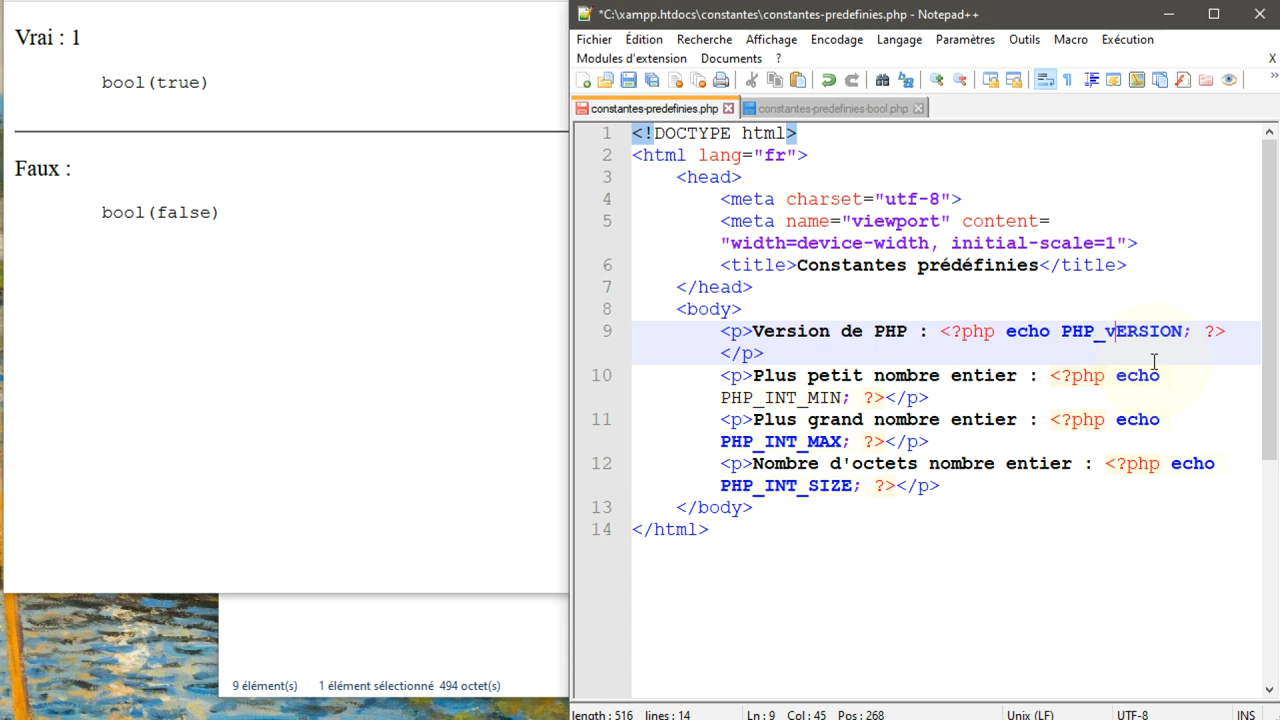 Vrai : 1
bool(true)
Faux :
bool(false)
9 élément(s) 1 élément sélectionné 494 octet(s)
*C:\xampp.htdocs\constantes\constantes-predefinies.php - Notepad++
Fichier Édition Recherche Affichage Encodage Langage Paramètres Outils Macro Exécution
Modules d'extension Documents ? X
constantes-predefinies.php constantes-predefinies-bool.php
1 <!DOCTYPE html>
2 <html lang="fr">
3 <head>
4 <meta charset="utf-8">
5 <meta name="viewport" content=
"width=device-width, initial-scale=1">
6 <title>Constantes prédéfinies</title>
7 </head>
8 <body>
9 <p>Version de PHP : <?php echo PHP_vERSION; ?>
</p>
10 <p>Plus petit nombre entier : <?php echo
PHP_INT_MIN; ?></p>
11 <p>Plus grand nombre entier : <?php echo
PHP_INT_MAX; ?></p>
12 <p>Nombre d'octets nombre entier : <?php echo
PHP_INT_SIZE; ?></p>
13 </body>
14 </html>
length : 516 lines : 14 Ln : 9 Col : 45 Pos : 268 Unix (LF) UTF-8 INS